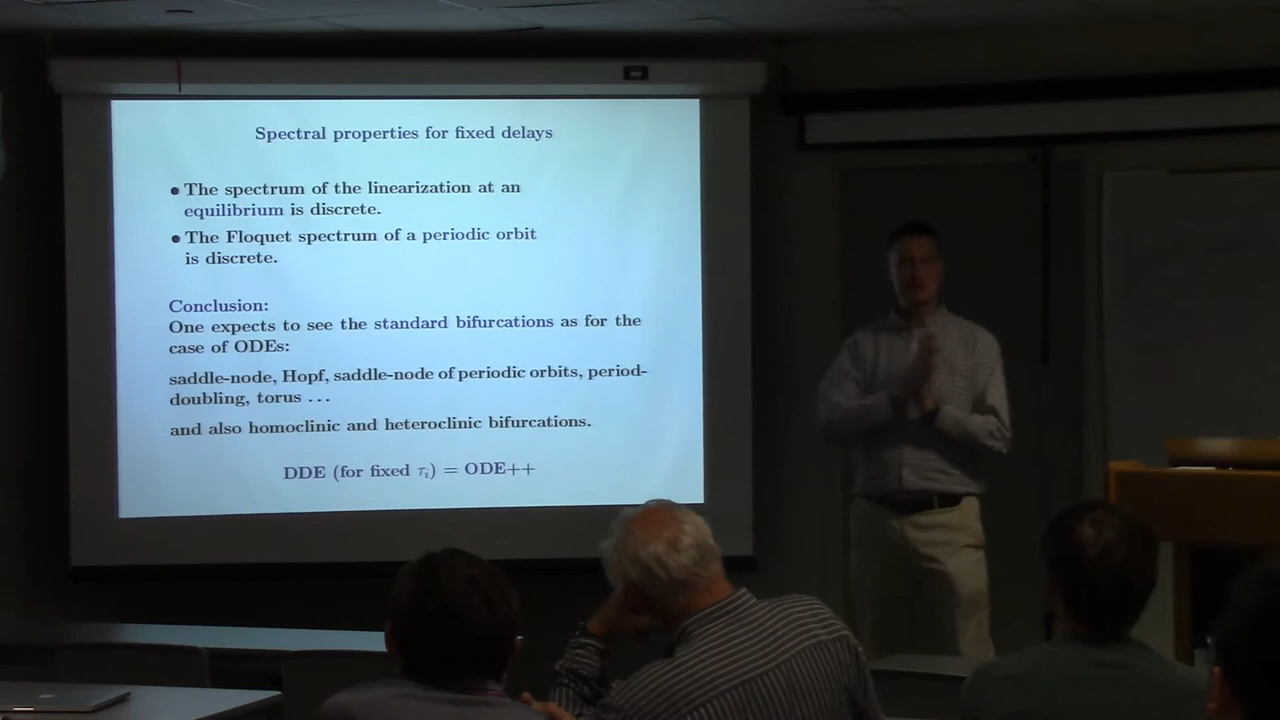 Spectral properties for fixed delays
• The spectrum of the linearization at an
equilibrium is discrete.
• The Floquet spectrum of a periodic orbit
is discrete.
Conclusion:
One expects to see the standard bifurcations as for the
case of ODEs:
saddle-node, Hopf, saddle-node of periodic orbits, period-
doubling, torus ...
and also homoclinic and heteroclinic bifurcations.
DDE (for fixed τᵢ) = ODE++